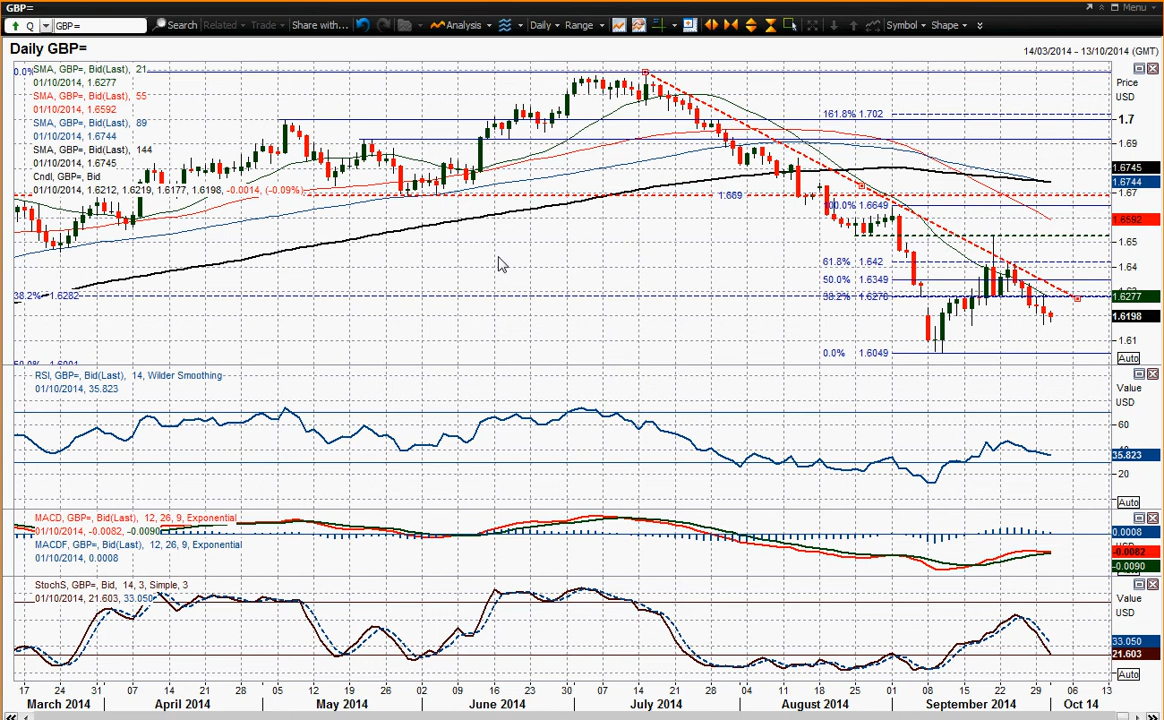 GBP=
Menu
Q GBP= Search Related Trade Share with... Analysis Daily Range Symbol Shape
Daily GBP=
14/03/2014 - 13/10/2014 (GMT)
0.0%
SMA, GBP=, Bid(Last), 21
01/10/2014, 1.6277
SMA, GBP=, Bid(Last), 55
01/10/2014, 1.6592
SMA, GBP=, Bid(Last), 89
01/10/2014, 1.6744
SMA, GBP=, Bid(Last), 144
01/10/2014, 1.6745
Cndl, GBP=, Bid
01/10/2014, 1.6212, 1.6219, 1.6177, 1.6198, -0.0014, (-0.09%)
Price
USD
161.8% 1.702
1.7
1.69
1.6745
1.6744
1.67
1.669
100.0% 1.6649
1.6592
1.65
61.8% 1.642
1.64
50.0% 1.6349
38.2% 1.6282
38.2% 1.6278
1.6277
1.6198
1.61
0.0% 1.6049
Auto
50.0% 1.6001
RSI, GBP=, Bid(Last), 14, Wilder Smoothing
01/10/2014, 35.823
Value
USD
60
40
35.823
20
Auto
MACD, GBP=, Bid(Last), 12, 26, 9, Exponential
01/10/2014, -0.0082, -0.0090
MACDF, GBP=, Bid(Last), 12, 26, 9, Exponential
01/10/2014, 0.0008
0.0008
-0.0082
-0.0090
StochS, GBP=, Bid, 14, 3, Simple, 3
01/10/2014, 21.603, 33.050
Value
USD
33.050
21.603
Auto
17 24 31 07 14 21 28 05 12 19 26 02 09 16 23 30 07 14 21 28 04 11 18 25 01 08 15 22 29 06 13
March 2014 April 2014 May 2014 June 2014 July 2014 August 2014 September 2014 Oct 14